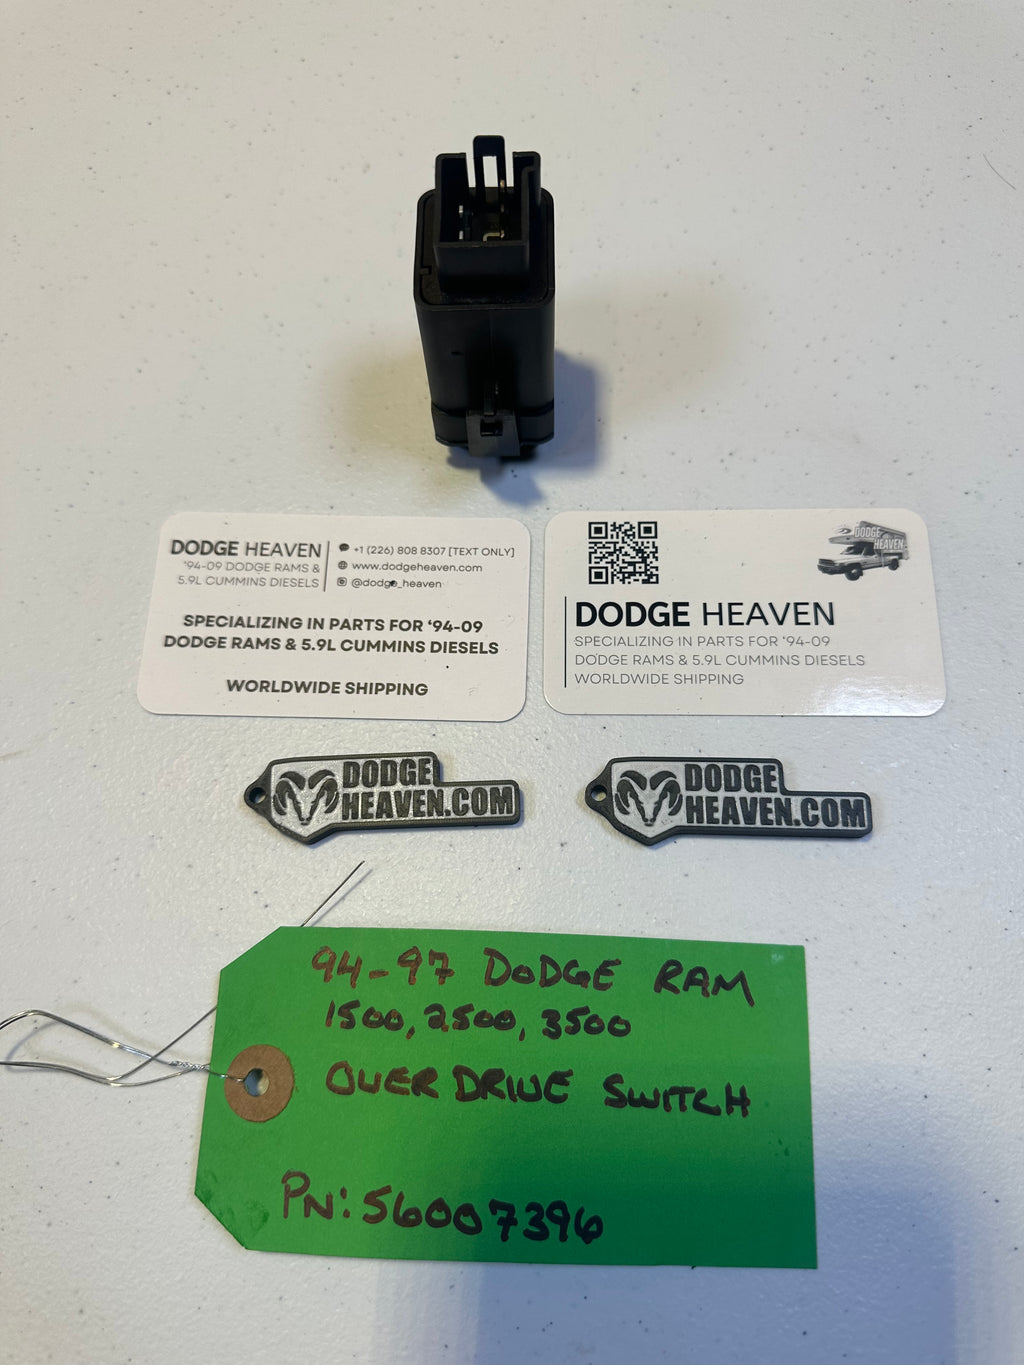 DODGE HEAVEN
'94-09 DODGE RAMS &
5.9L CUMMINS DIESELS
+1 (226) 808 8307 [TEXT ONLY]
www.dodgeheaven.com
@dodge_heaven
SPECIALIZING IN PARTS FOR '94-09
DODGE RAMS & 5.9L CUMMINS DIESELS
WORLDWIDE SHIPPING
DODGE
HEAVEN
DODGE HEAVEN
SPECIALIZING IN PARTS FOR '94-09
DODGE RAMS & 5.9L CUMMINS DIESELS
WORLDWIDE SHIPPING
DODGE
HEAVEN.COM
DODGE
HEAVEN.COM
94-97 DODGE RAM
1500, 2500, 3500
OVERDRIVE SWITCH
PN: 56007396